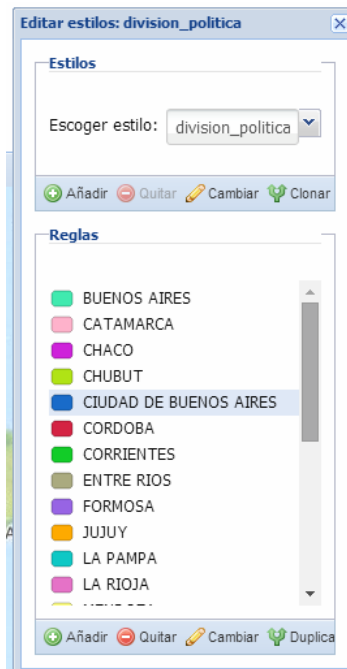 Editar estilos: division_politica
Estilos
Escoger estilo: division_politica
Añadir Quitar Cambiar Clonar
Reglas
BUENOS AIRES
CATAMARCA
CHACO
CHUBUT
CIUDAD DE BUENOS AIRES
CORDOBA
CORRIENTES
ENTRE RIOS
FORMOSA
JUJUY
LA PAMPA
LA RIOJA
Añadir Quitar Cambiar Duplica